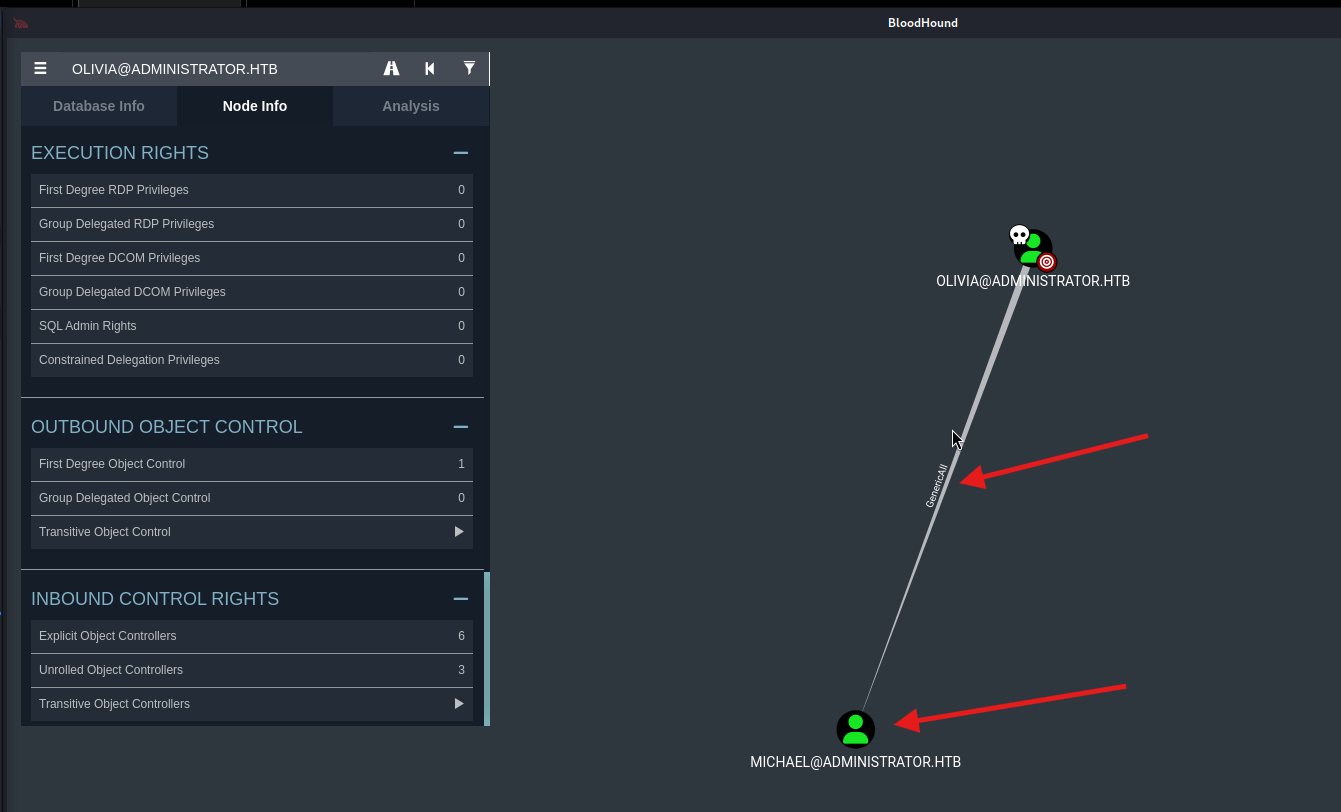 BloodHound
OLIVIA@ADMINISTRATOR.HTB
Database Info
Node Info
Analysis
EXECUTION RIGHTS
First Degree RDP Privileges 0
Group Delegated RDP Privileges 0
First Degree DCOM Privileges 0
Group Delegated DCOM Privileges 0
SQL Admin Rights 0
Constrained Delegation Privileges 0
OUTBOUND OBJECT CONTROL
First Degree Object Control 1
Group Delegated Object Control 0
Transitive Object Control
INBOUND CONTROL RIGHTS
Explicit Object Controllers 6
Unrolled Object Controllers 3
Transitive Object Controllers
OLIVIA@ADMINISTRATOR.HTB
GenericAll
MICHAEL@ADMINISTRATOR.HTB